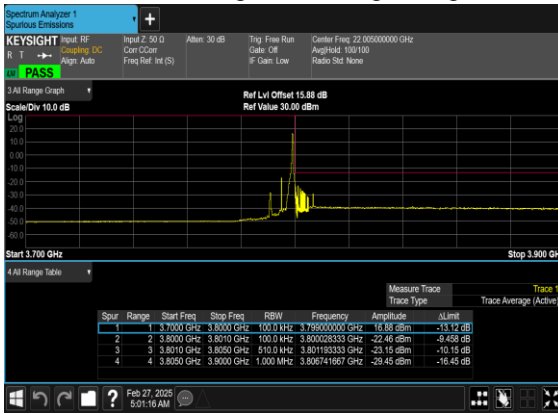 Spectrum Analyzer 1
Spurious Emissions
KEYSIGHT Input: RF Input Z: 50 Ω Atten: 30 dB Trig: Free Run Center Freq: 22.005000000 GHz
R T Coupling: DC Corr CCorr Gate: Off Avg|Hold: 100/100
Align: Auto Freq Ref: Int (S) IF Gain: Low Radio Std: None
PASS
3 All Range Graph
Ref Lvl Offset 15.88 dB
Scale/Div 10.0 dB Ref Value 30.00 dBm
Log
20.0
10.0
0.00
-10.0
-20.0
-30.0
-40.0
-50.0
-60.0
Start 3.700 GHz Stop 3.900 GH
4 All Range Table
Measure Trace Trace 1
Trace Type Trace Average (Active)
Spur Range Start Freq Stop Freq RBW Frequency Amplitude ΔLimit
1 1 3.7000 GHz 3.8000 GHz 100.0 kHz 3.799000000 GHz 16.88 dBm -13.12 dB
2 2 3.8000 GHz 3.8010 GHz 100.0 kHz 3.800028333 GHz -22.46 dBm -9.458 dB
3 3 3.8010 GHz 3.8050 GHz 510.0 kHz 3.801193333 GHz -23.15 dBm -10.15 dB
4 4 3.8050 GHz 3.9000 GHz 1.000 MHz 3.806741667 GHz -29.45 dBm -16.45 dB
? Feb 27, 2025
5:01:16 AM